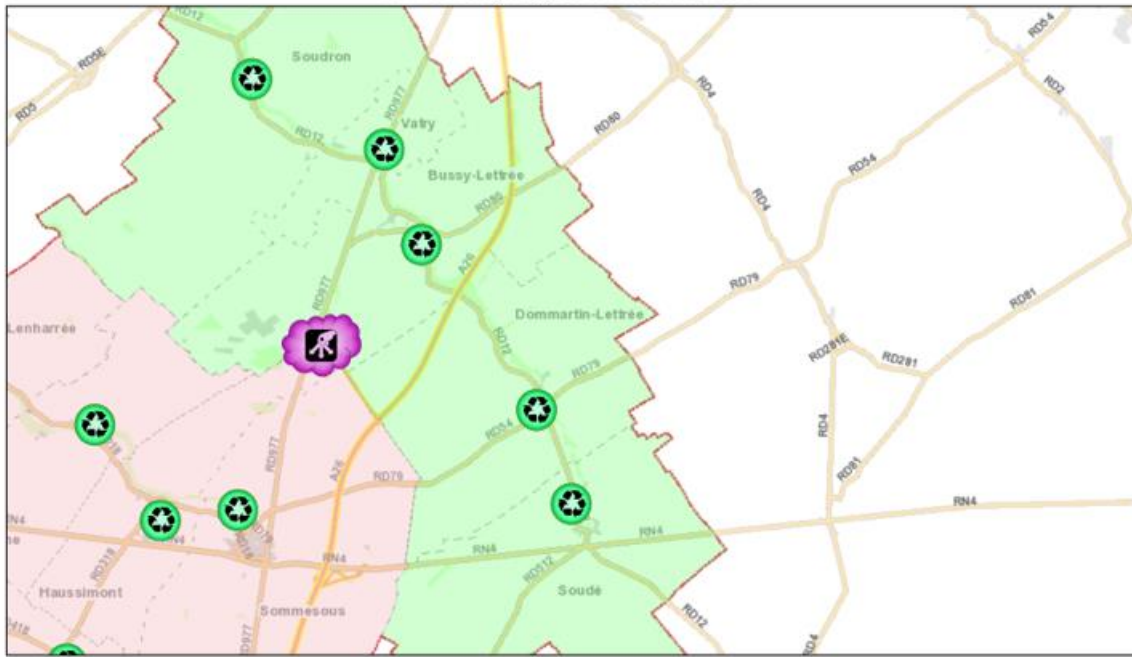 RD12
Soudron
RD54
RD5E
RD4
RD2
RD5
RD977
Vatry
RD80
RD12
Bussy-Lettrée
RD54
RD80
RD4
A26
RD977
RD79
RD81
Lenharrée
Dommartin-Lettrée
RD12
RD281E
RD281
RD79
RD4
RD54
RD977
A26
RD79
RD81
RN4
RN4
RN4
RN4
RD319
RD512
Haussimont
Sommesous
Soudé
RD12
RD977
RD4